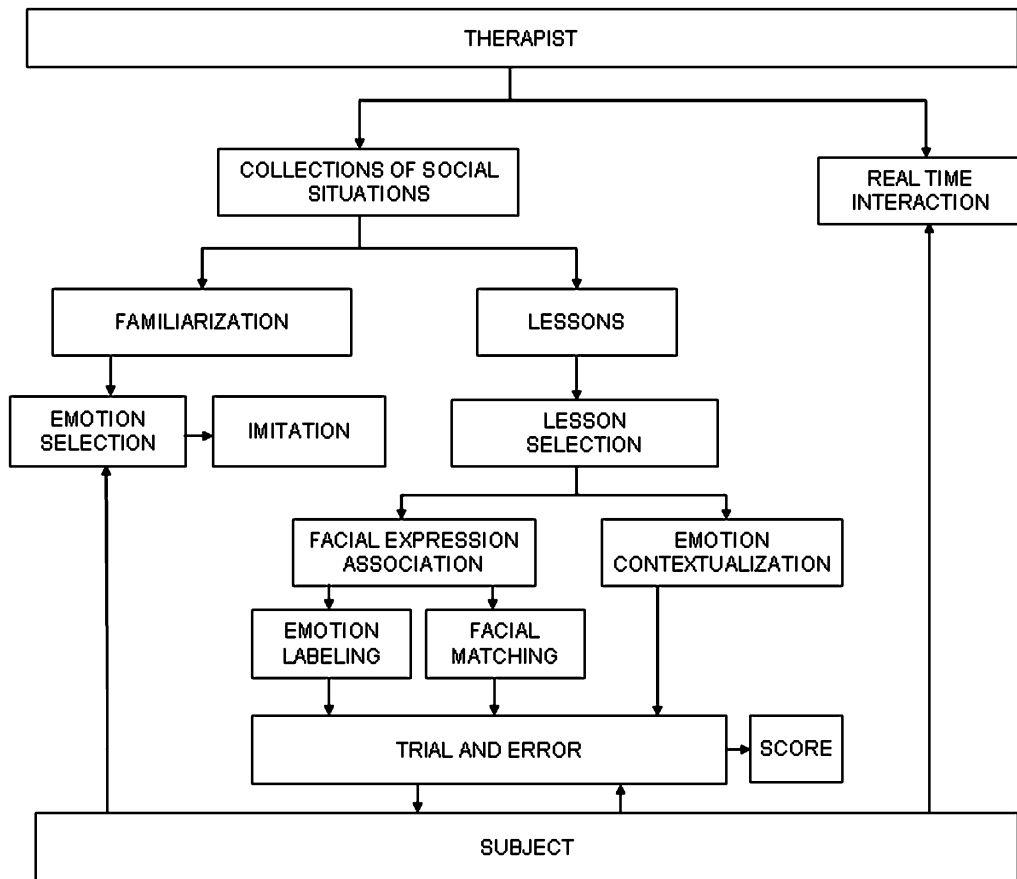 THERAPIST
COLLECTIONS OF SOCIAL
SITUATIONS
REAL TIME
INTERACTION
FAMILIARIZATION
LESSONS
EMOTION
SELECTION
IMITATION
LESSON
SELECTION
FACIAL EXPRESSION
ASSOCIATION
EMOTION
CONTEXTUALIZATION
EMOTION
LABELING
FACIAL
MATCHING
TRIAL AND ERROR
SCORE
SUBJECT